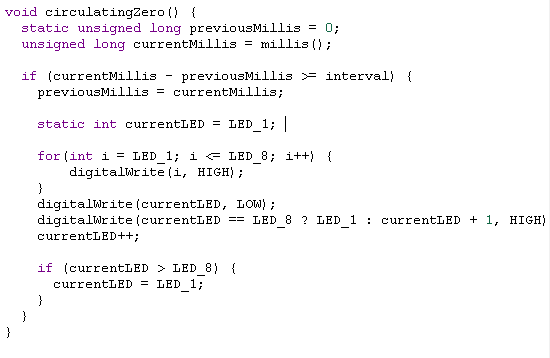 void circulatingZero() {
  static unsigned long previousMillis = 0;
  unsigned long currentMillis = millis();

  if (currentMillis - previousMillis >= interval) {
    previousMillis = currentMillis;

    static int currentLED = LED_1;

    for(int i = LED_1; i <= LED_8; i++) {
        digitalWrite(i, HIGH);
    }
    digitalWrite(currentLED, LOW);
    digitalWrite(currentLED == LED_8 ? LED_1 : currentLED + 1, HIGH)
    currentLED++;

    if (currentLED > LED_8) {
      currentLED = LED_1;
    }
  }
}